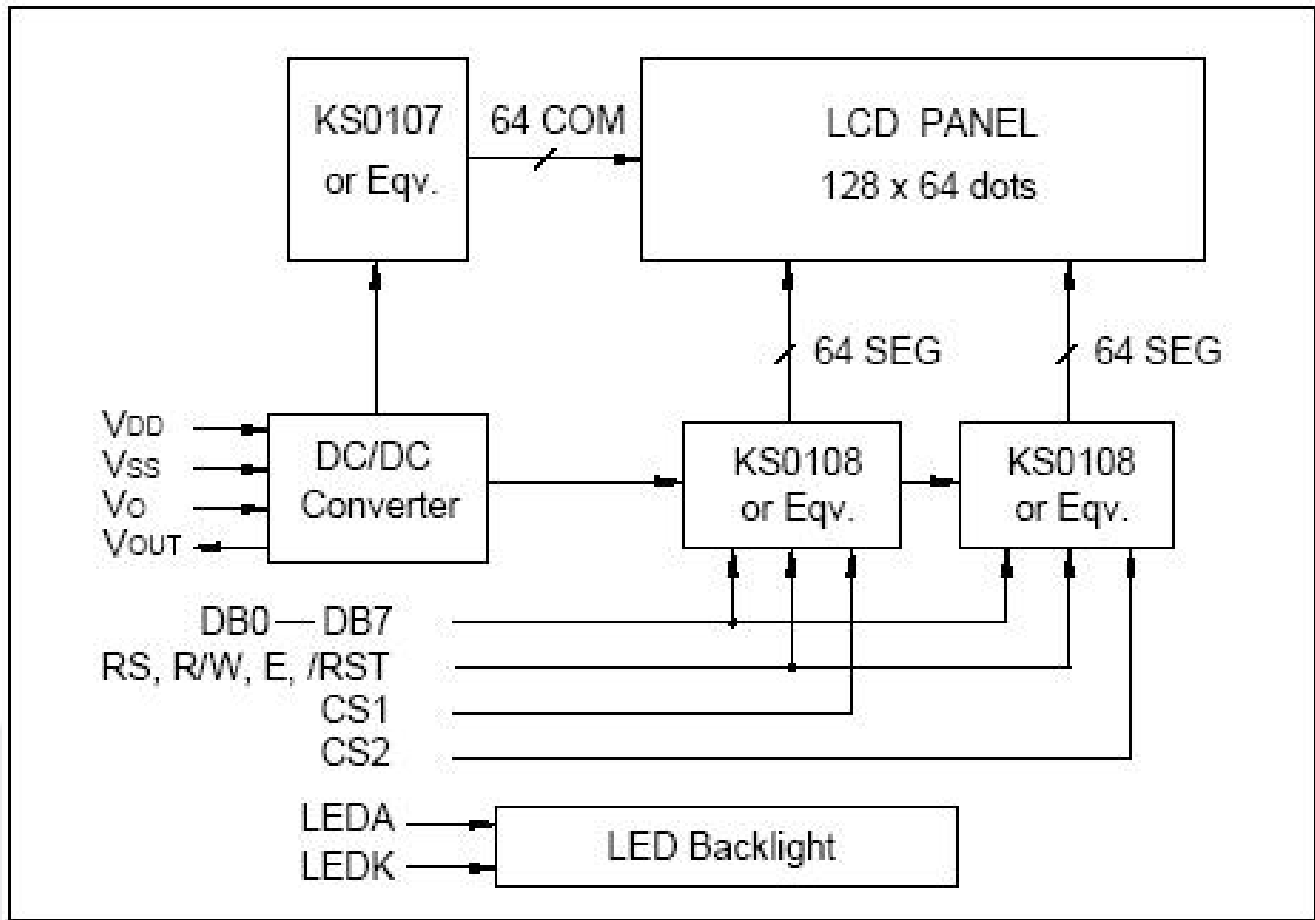 KS0107
or Eqv.
64 COM
LCD PANEL
128 x 64 dots
64 SEG
64 SEG
VDD
VSS
VO
VOUT
DC/DC
Converter
KS0108
or Eqv.
KS0108
or Eqv.
DB0 — DB7
RS, R/W, E, /RST
CS1
CS2
LEDA
LEDK
LED Backlight